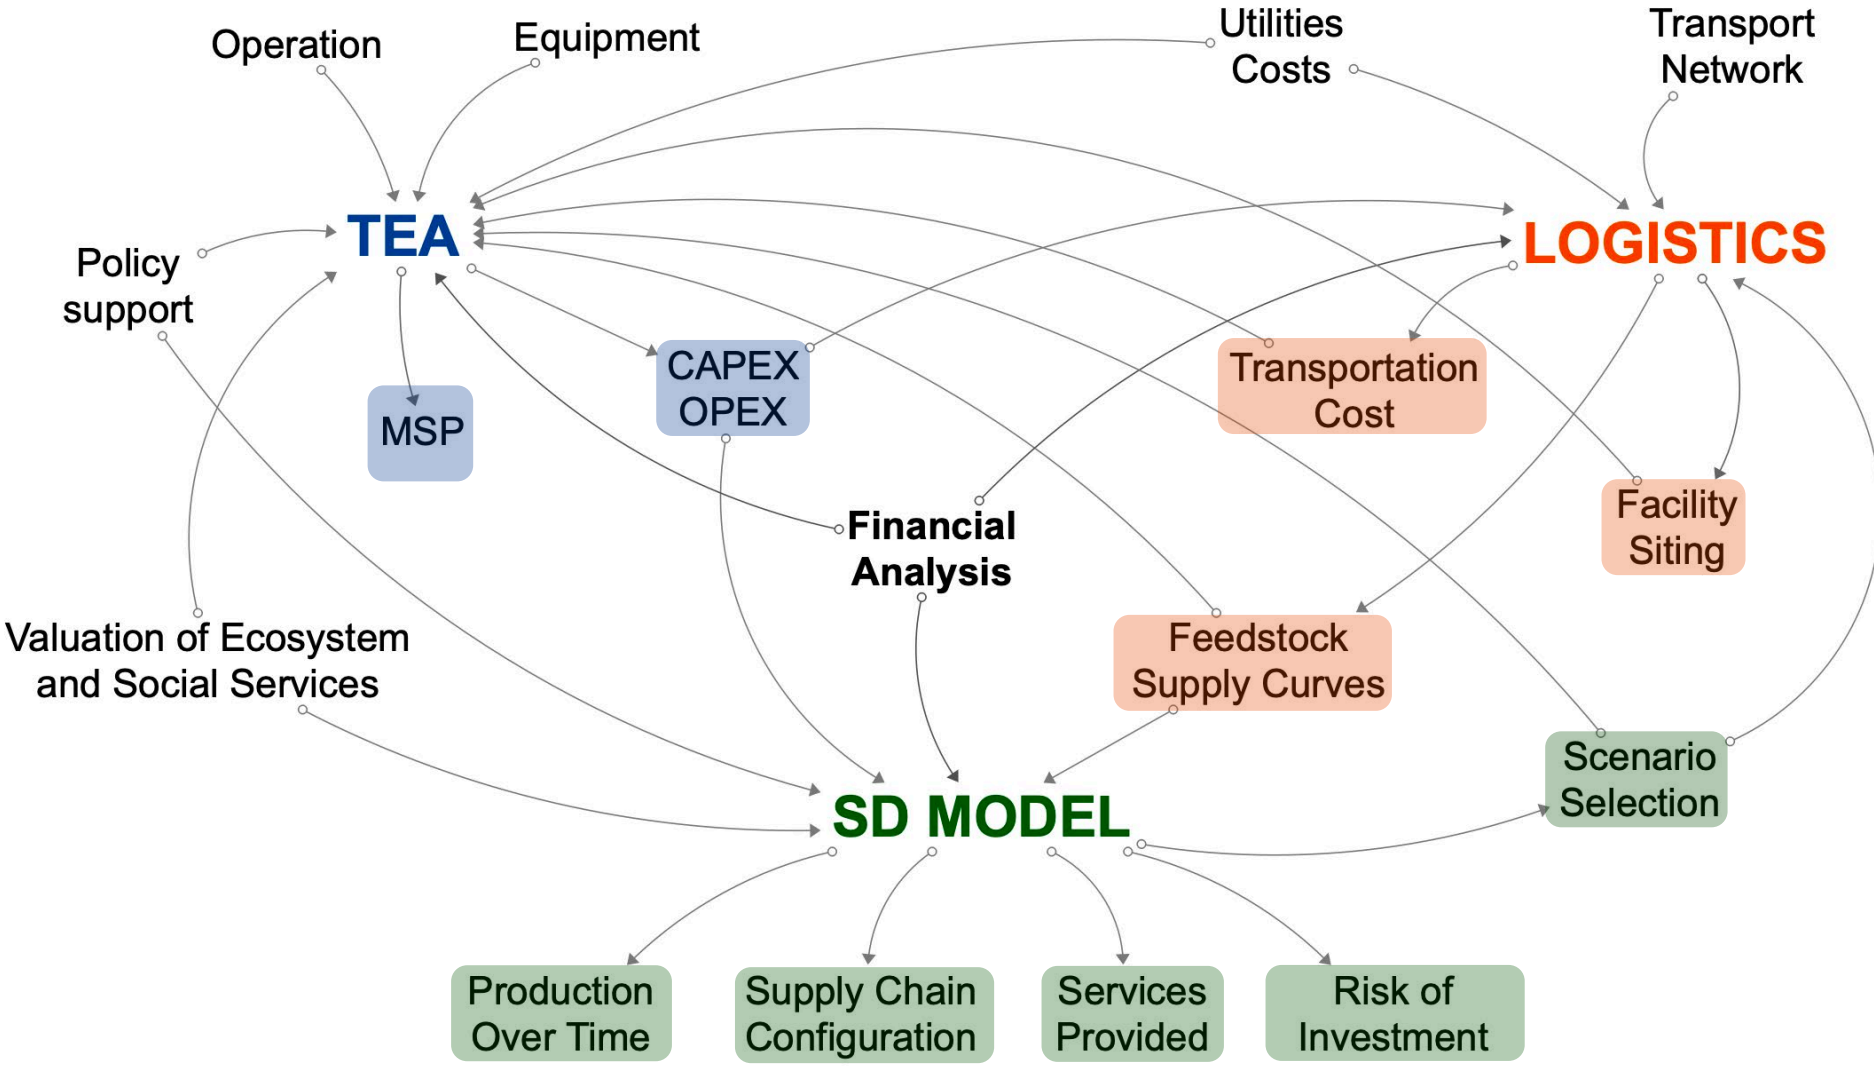 Operation
Equipment
Utilities
Costs
Transport
Network
TEA
LOGISTICS
Policy
support
CAPEX
OPEX
MSP
Transportation
Cost
Facility
Siting
Financial
Analysis
Valuation of Ecosystem
and Social Services
Feedstock
Supply Curves
Scenario
Selection
SD MODEL
Production
Over Time
Supply Chain
Configuration
Services
Provided
Risk of
Investment